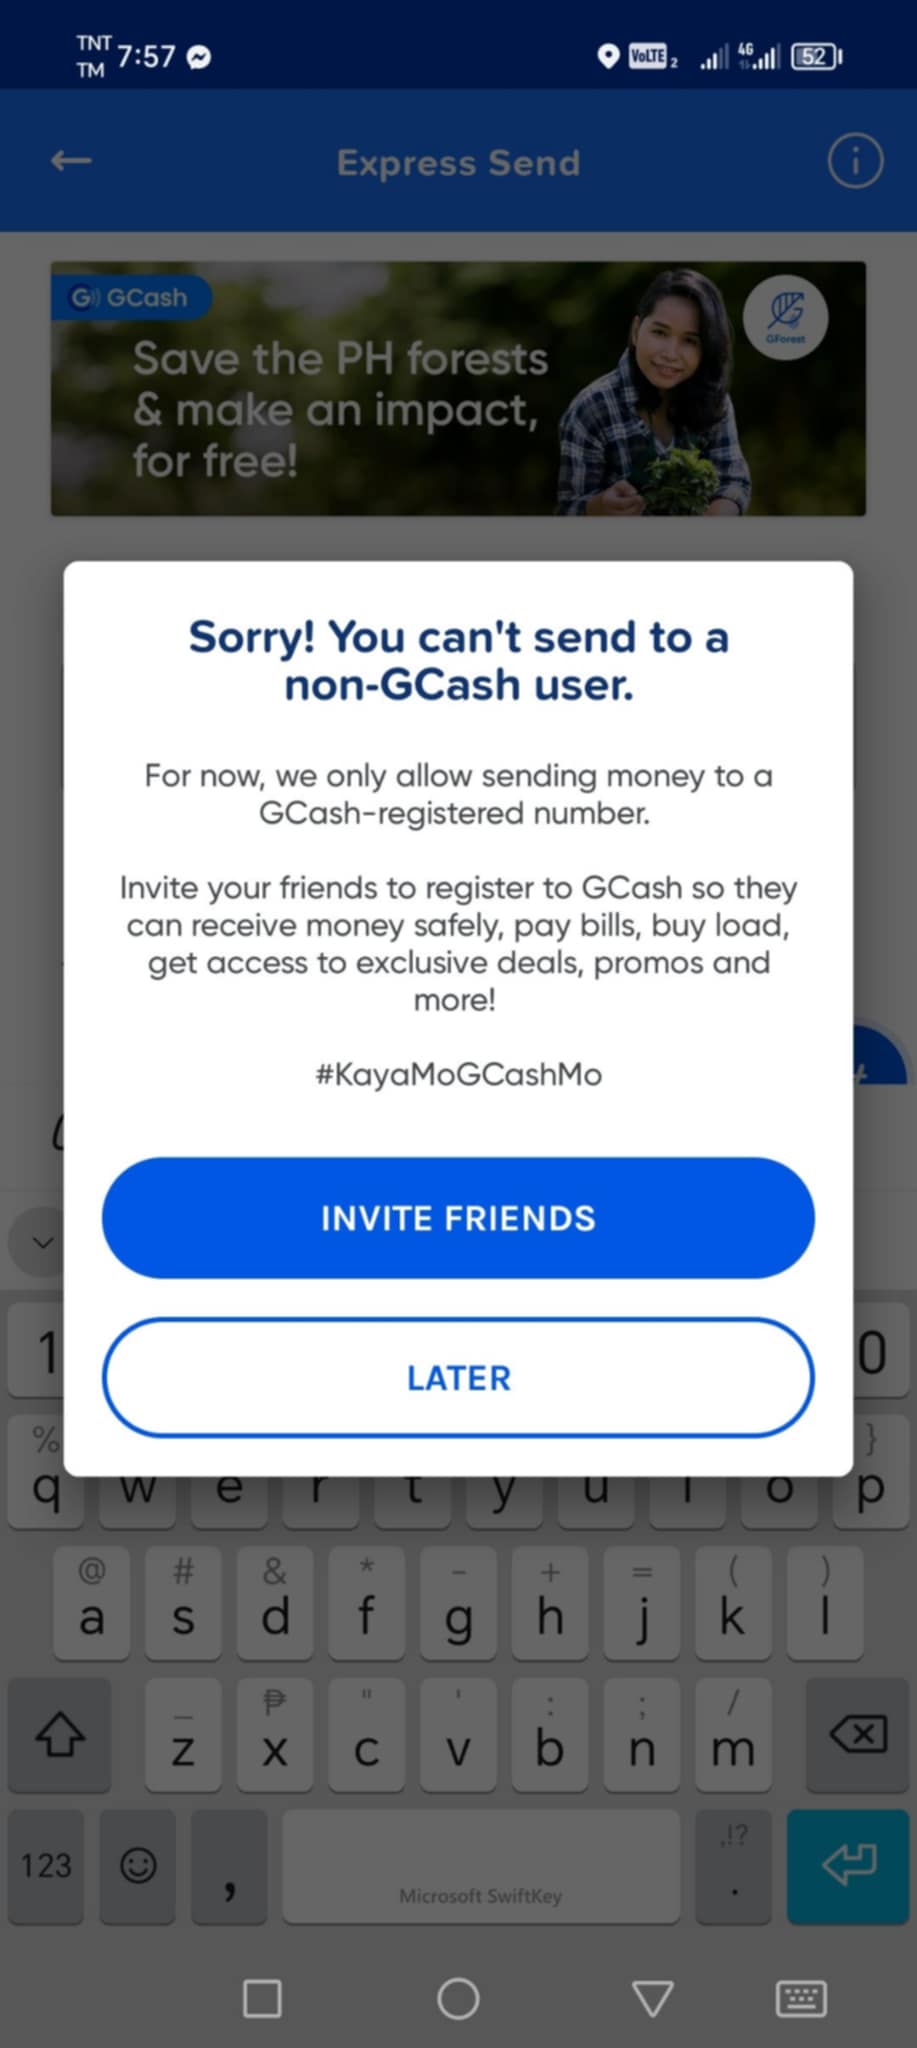 TNT
TM
7:57
VoLTE 2
4G
52
Express Send
G GCash
GForest
Save the PH forests
& make an impact,
for free!
Sorry! You can't send to a
non-GCash user.
For now, we only allow sending money to a
GCash-registered number.
Invite your friends to register to GCash so they
can receive money safely, pay bills, buy load,
get access to exclusive deals, promos and
more!
#KayaMoGCashMo
INVITE FRIENDS
LATER
1 0
% }
q w e r t y u i o p
@ # & * - + = ( )
a s d f g h j k l
_ ₱ " ' : ; /
z x c v b n m
123 , ,!? .
Microsoft SwiftKey